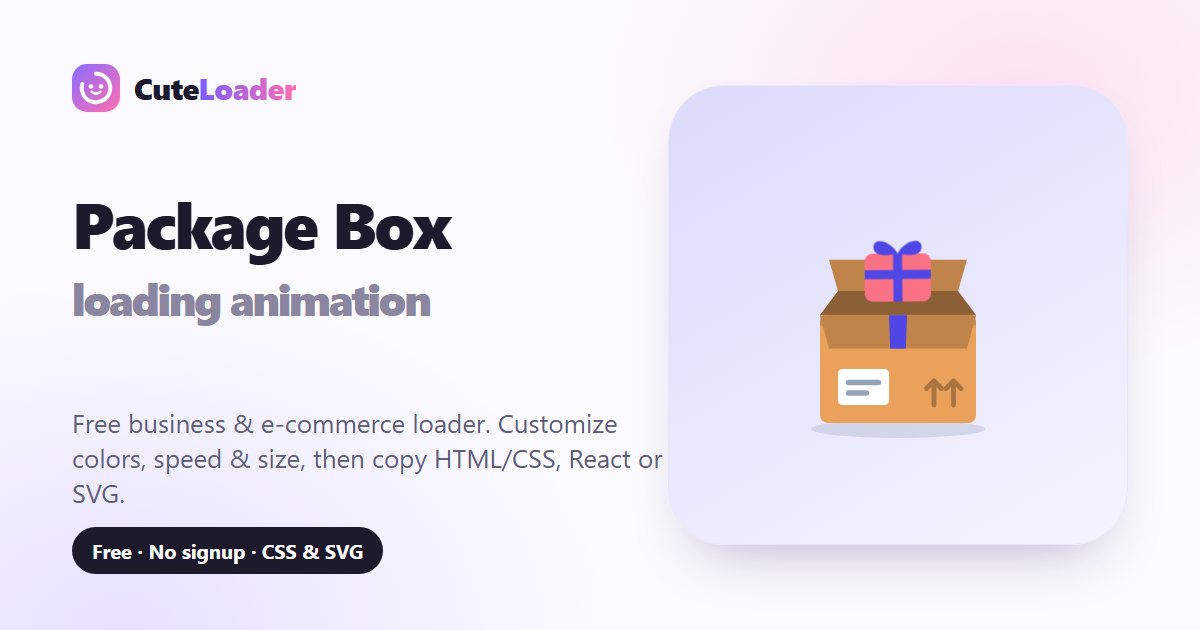 CuteLoader
Package Box
loading animation
Free business & e-commerce loader. Customize
colors, speed & size, then copy HTML/CSS, React or
SVG.
Free · No signup · CSS & SVG